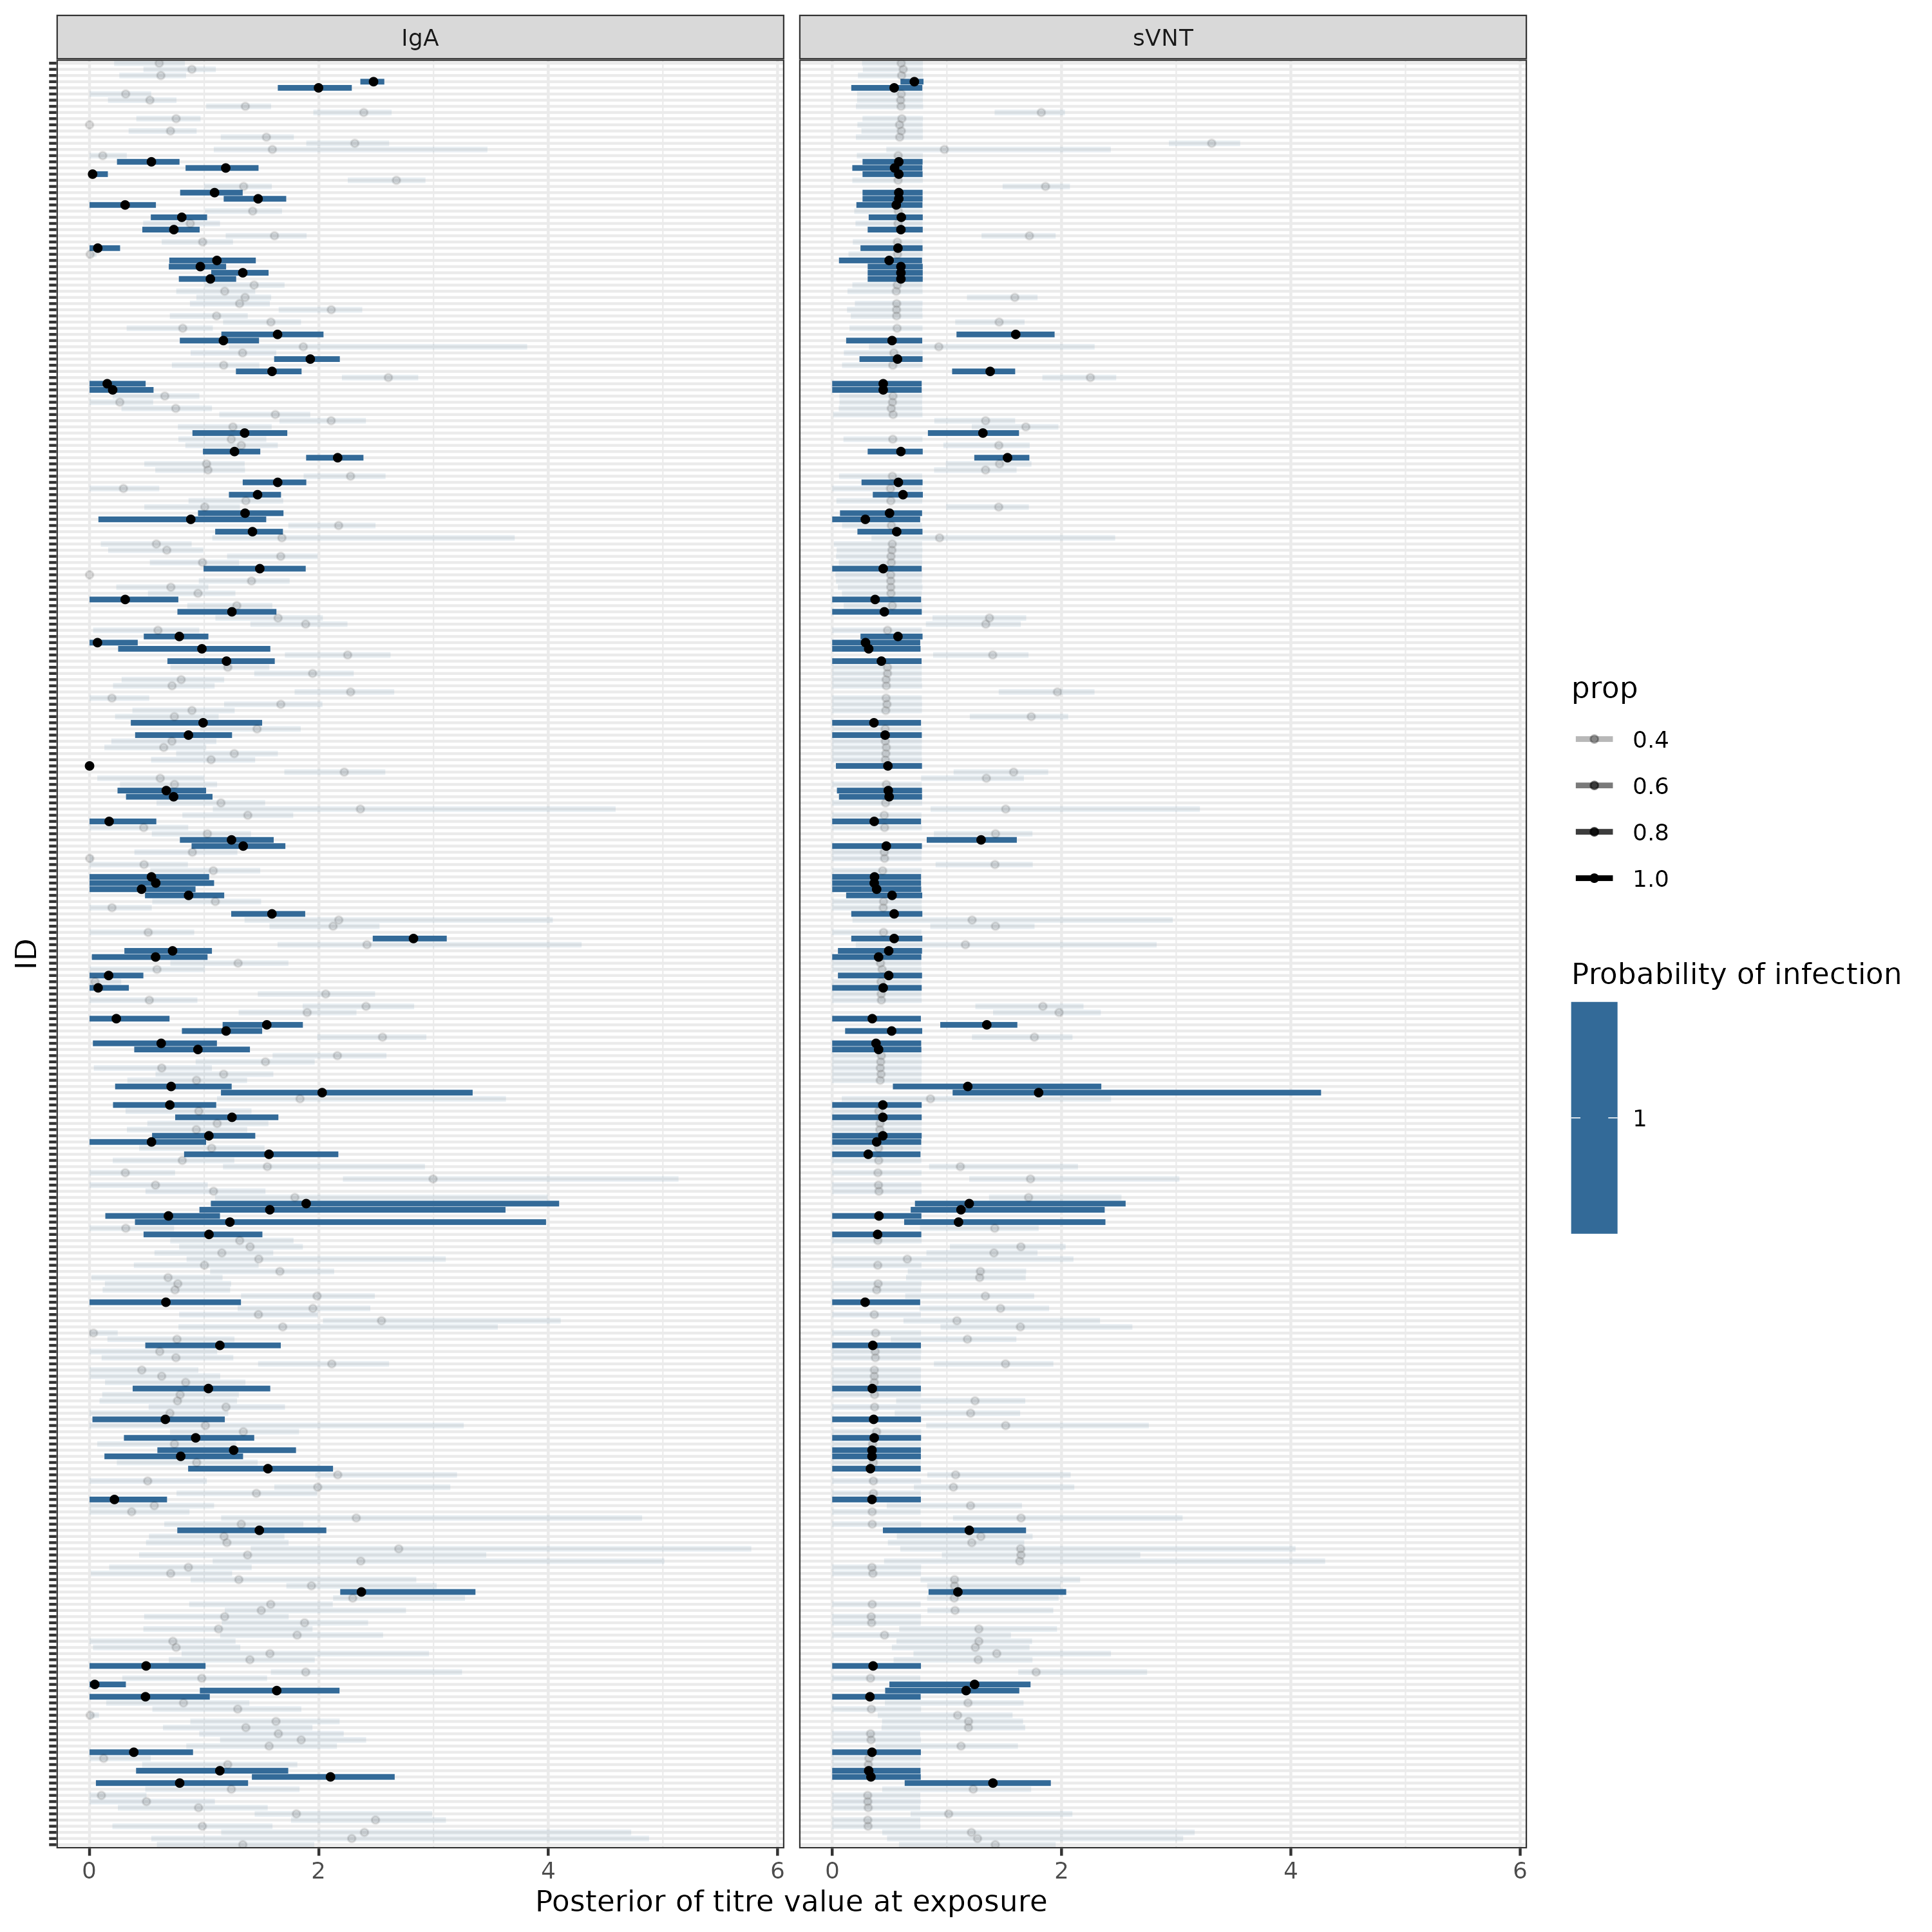 IgA
sVNT
ID
0
2
4
6
0
2
4
6
Posterior of titre value at exposure
prop
0.4
0.6
0.8
1.0
Probability of infection
1